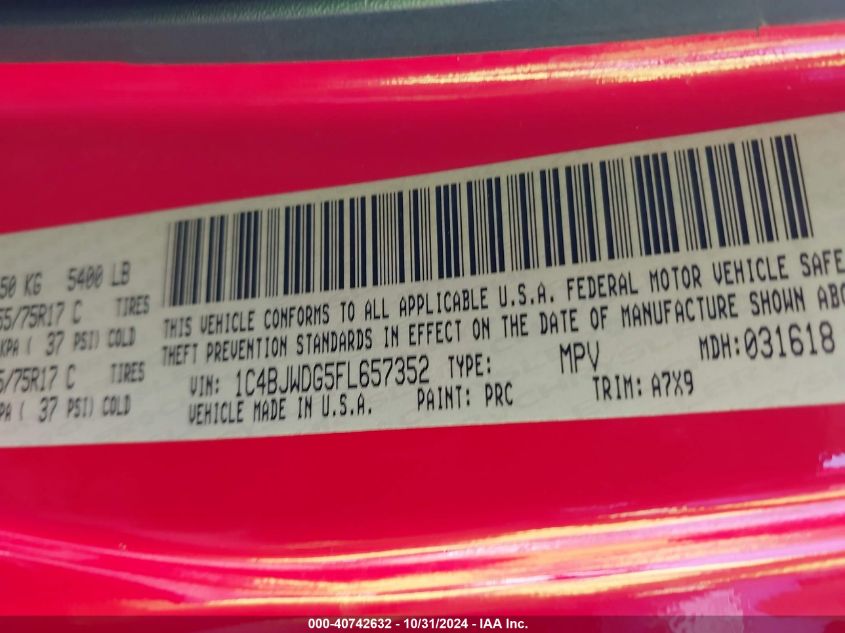 50 KG 5400 LB
55/75R17 C TIRES
KPA ( 37 PSI) COLD
5/75R17 C TIRES
PA ( 37 PSI) COLD
THIS VEHICLE CONFORMS TO ALL APPLICABLE U.S.A. FEDERAL MOTOR VEHICLE SAFE
THEFT PREVENTION STANDARDS IN EFFECT ON THE DATE OF MANUFACTURE SHOWN ABO
VIN: 1C4BJWDG5FL657352 TYPE: MPV MDH:031618
VEHICLE MADE IN U.S.A. PAINT: PRC TRIM: A7X9
000-40742632 - 10/31/2024 - IAA Inc.